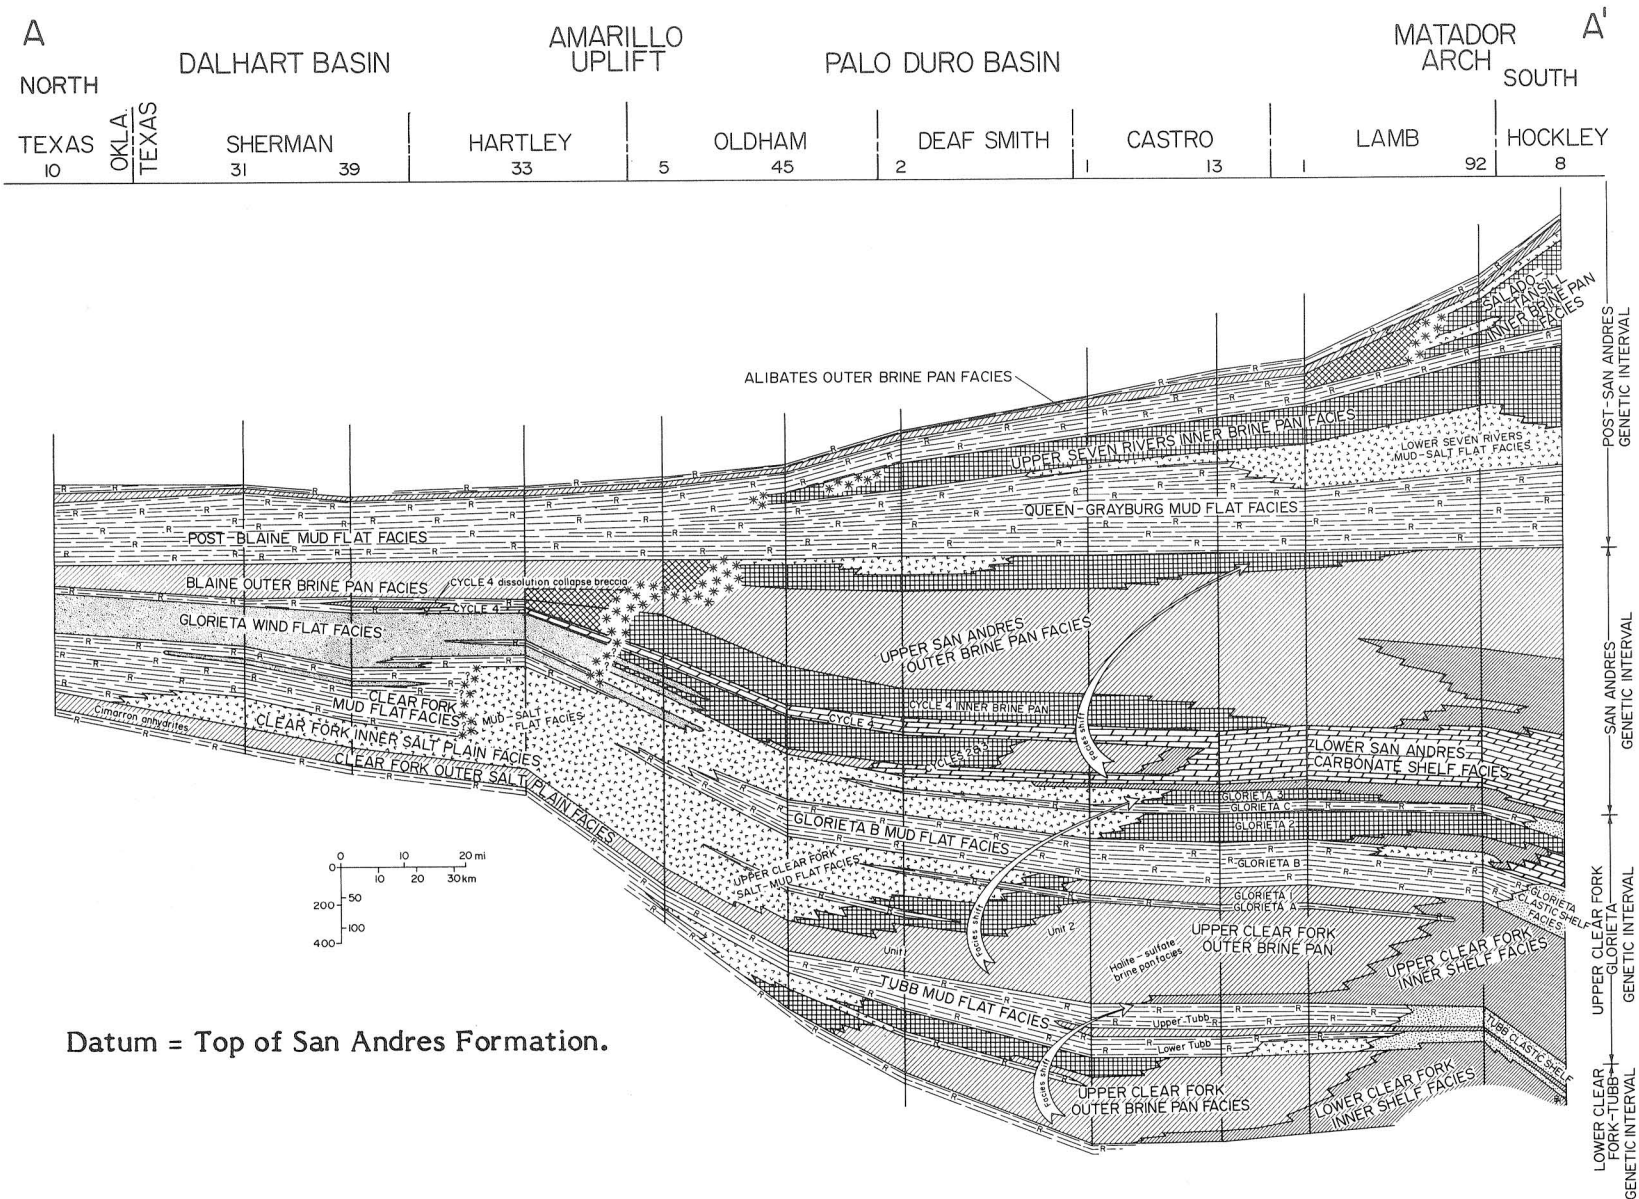 A
A'
NORTH
DALHART BASIN
AMARILLO
UPLIFT
PALO DURO BASIN
MATADOR
ARCH
SOUTH
TEXAS
OKLA.
TEXAS
SHERMAN
HARTLEY
OLDHAM
DEAF SMITH
CASTRO
LAMB
HOCKLEY
10
31
39
33
5
45
2
1
13
1
92
8
SALADO-
TANSILL
INNER BRINE PAN
FACIES
ALIBATES OUTER BRINE PAN FACIES
UPPER SEVEN RIVERS INNER BRINE PAN FACIES
LOWER SEVEN RIVERS
MUD-SALT FLAT FACIES
QUEEN-GRAYBURG MUD FLAT FACIES
POST-BLAINE MUD FLAT FACIES
BLAINE OUTER BRINE PAN FACIES
CYCLE 4 dissolution collapse breccia
CYCLE 4
GLORIETA WIND FLAT FACIES
UPPER SAN ANDRES
OUTER BRINE PAN FACIES
CLEAR FORK
MUD FLAT FACIES
MUD-SALT
FLAT FACIES
CYCLE 4 INNER BRINE PAN
CYCLE 4
CYCLES 2&3
Facies shift
LOWER SAN ANDRES
CARBONATE SHELF FACIES
Cimarron anhydrites
CLEAR FORK INNER SALT PLAIN FACIES
CLEAR FORK OUTER SALT
PLAIN FACIES
GLORIETA 3
GLORIETA C
GLORIETA 2
GLORIETA B MUD FLAT FACIES
GLORIETA B
UPPER CLEAR FORK
SALT-MUD FLAT FACIES
GLORIETA 1
GLORIETA A
GLORIETA
CLASTIC SHELF
FACIES
Facies shift
Unit 2
Unit 1
UPPER CLEAR FORK
OUTER BRINE PAN
Halite-sulfate
brine pan facies
UPPER CLEAR FORK
INNER SHELF FACIES
TUBB MUD FLAT FACIES
Upper Tubb
Lower Tubb
TUBB CLASTIC SHELF
Facies shift
UPPER CLEAR FORK
OUTER BRINE PAN FACIES
LOWER CLEAR FORK
INNER SHELF FACIES
0 10 20 mi
0
10 20 30 km
200
50
400
100
Datum = Top of San Andres Formation.
POST-SAN ANDRES
GENETIC INTERVAL
SAN ANDRES
GENETIC INTERVAL
UPPER CLEAR FORK
GLORIETA
GENETIC INTERVAL
LOWER CLEAR
FORK-TUBB
GENETIC INTERVAL